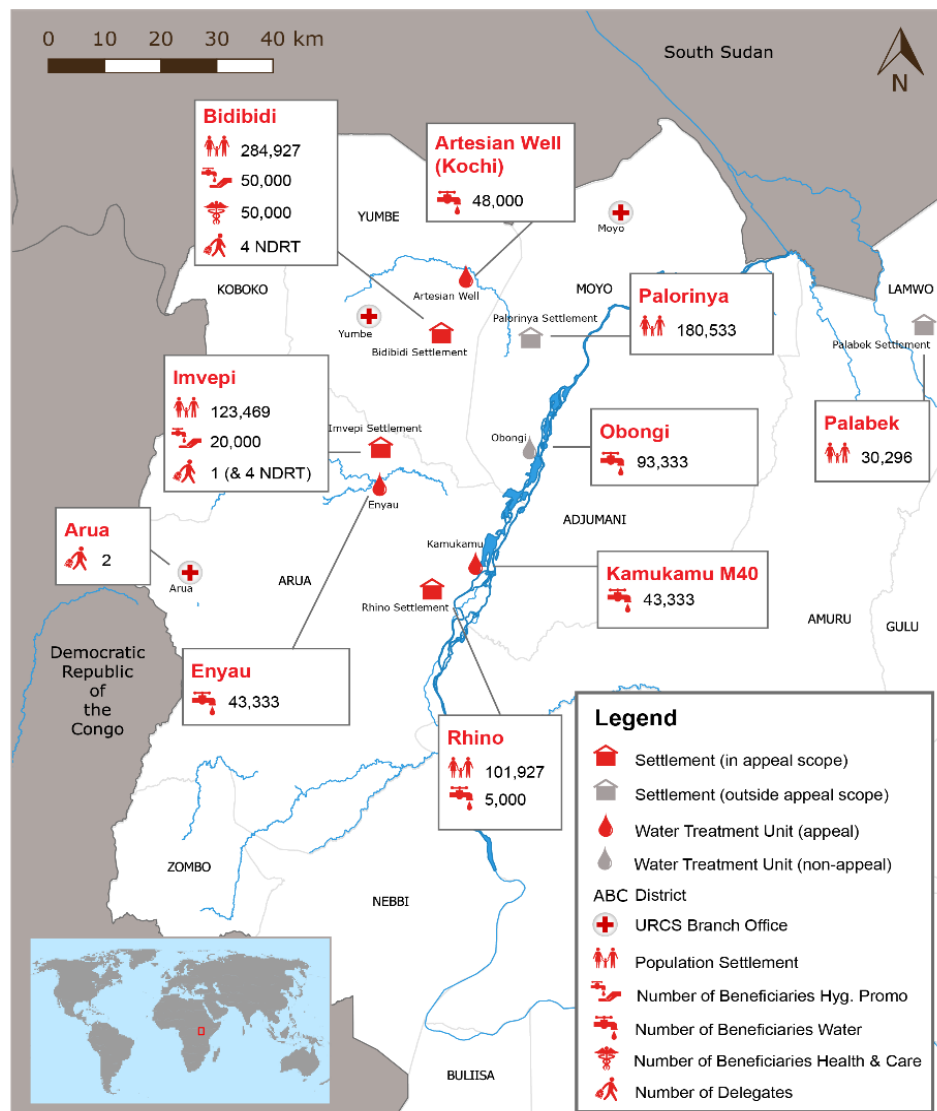 0 10 20 30 40 km
South Sudan
N
Bidibidi
284,927
50,000
50,000
4 NDRT
Artesian Well
(Kochi)
48,000
YUMBE
Moyo
KOBOKO
Artesian Well
MOYO
LAMWO
Palorinya
180,533
Palorinya Settlement
Yumbe
Bidibidi Settlement
Palabek Settlement
Imvepi
123,469
20,000
1 (& 4 NDRT)
Imvepi Settlement
Obongi
Obongi
93,333
Palabek
30,296
Enyau
ADJUMANI
Arua
2
Kamukamu
Arua
ARUA
Rhino Settlement
Kamukamu M40
43,333
AMURU
GULU
Democratic
Republic
of
the
Congo
Enyau
43,333
Rhino
101,927
5,000
ZOMBO
NEBBI
BULIISA
Legend
Settlement (in appeal scope)
Settlement (outside appeal scope)
Water Treatment Unit (appeal)
Water Treatment Unit (non-appeal)
ABC District
URCS Branch Office
Population Settlement
Number of Beneficiaries Hyg. Promo
Number of Beneficiaries Water
Number of Beneficiaries Health & Care
Number of Delegates